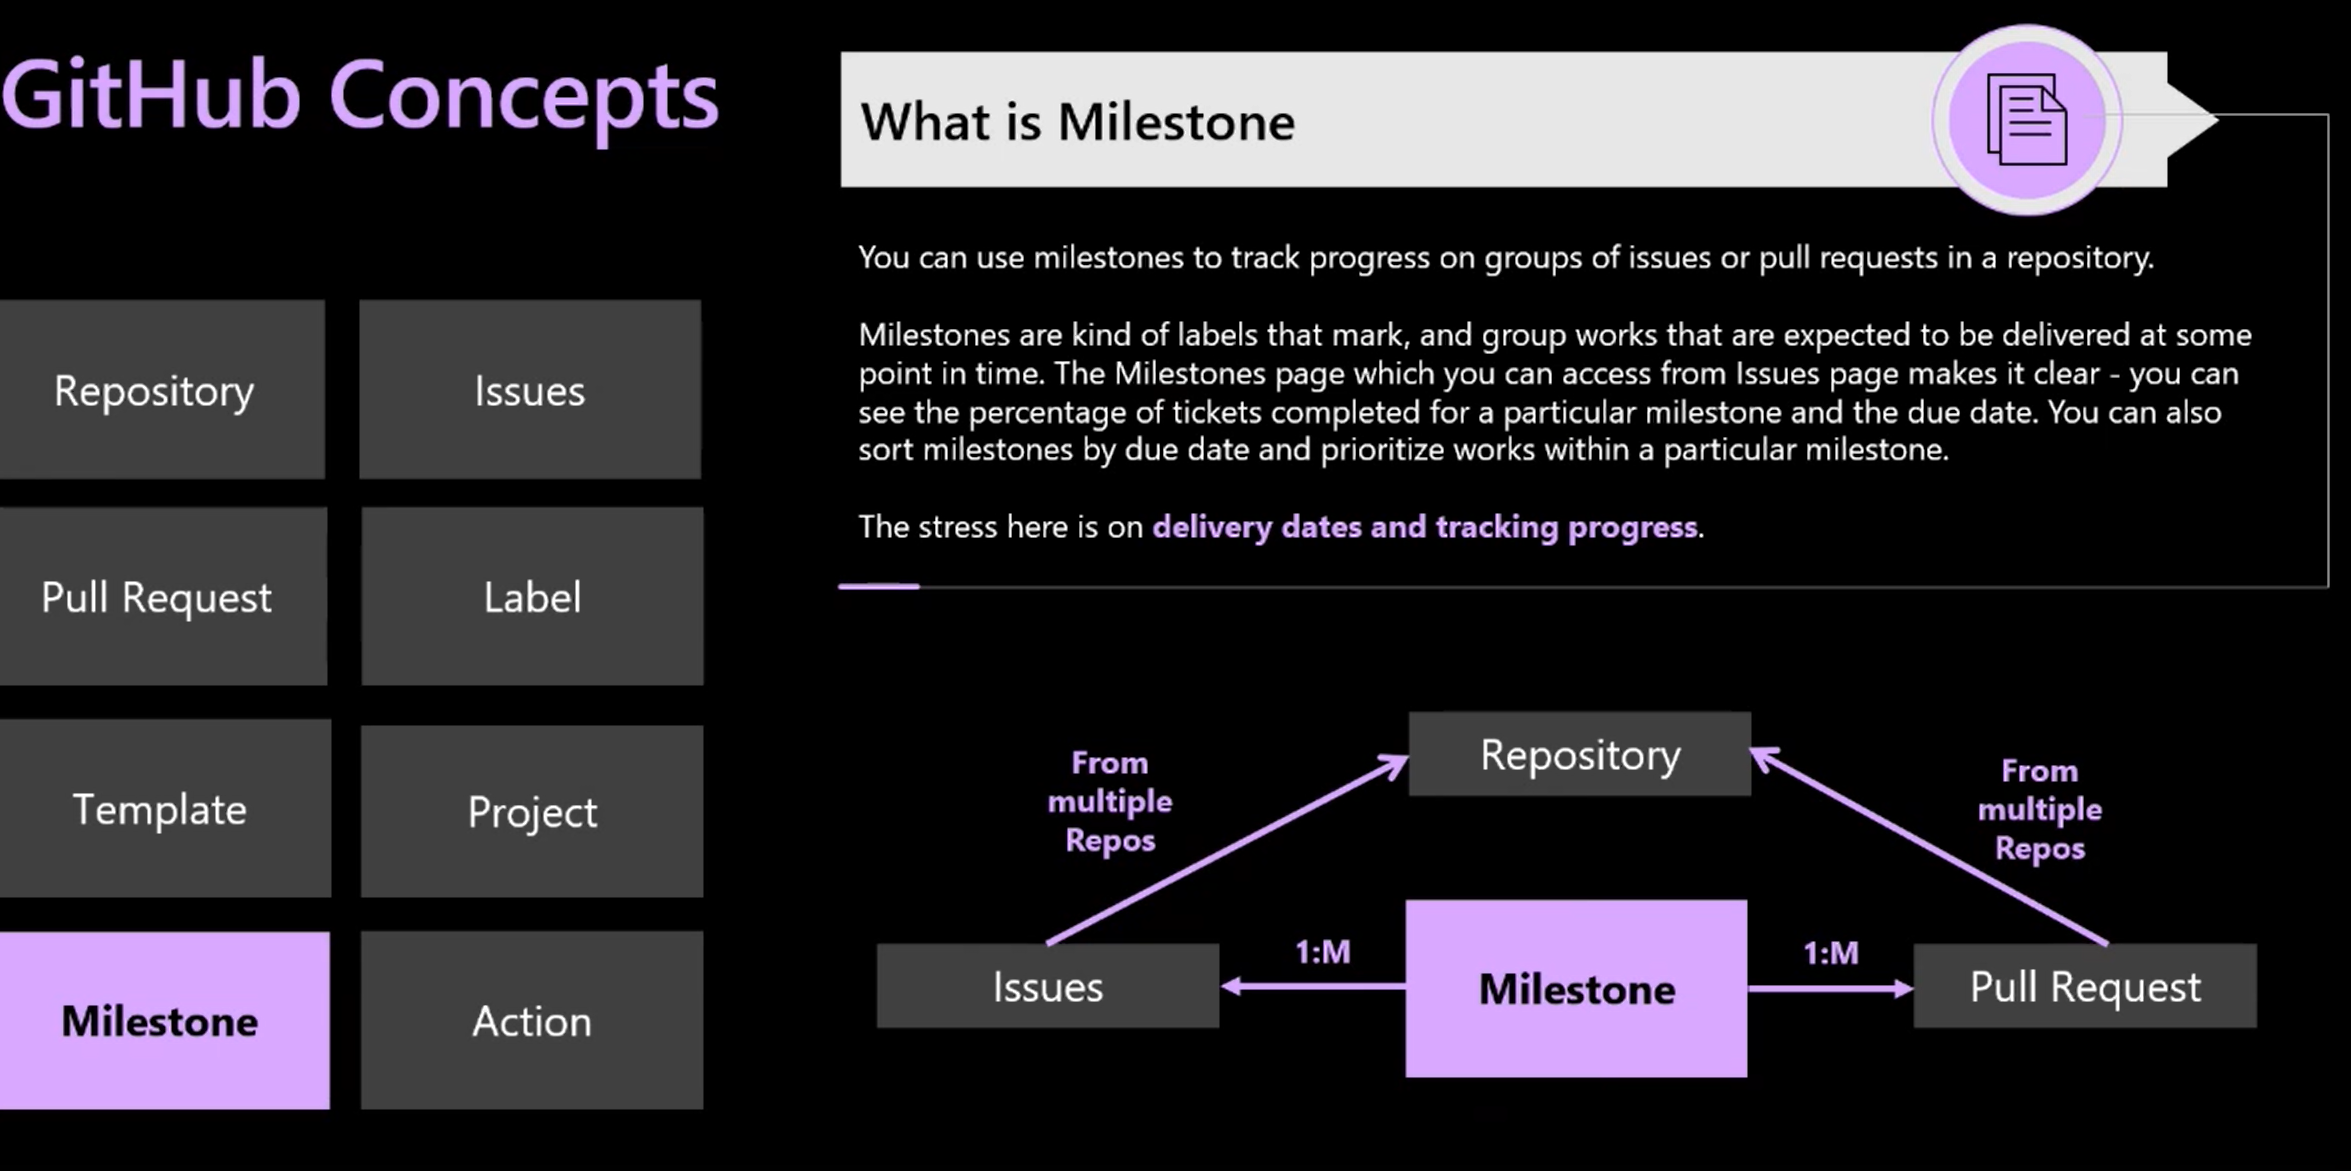 GitHub Concepts
Repository
Issues
Pull Request
Label
Template
Project
Milestone
Action
What is Milestone
You can use milestones to track progress on groups of issues or pull requests in a repository.
Milestones are kind of labels that mark, and group works that are expected to be delivered at some
point in time. The Milestones page which you can access from Issues page makes it clear - you can
see the percentage of tickets completed for a particular milestone and the due date. You can also
sort milestones by due date and prioritize works within a particular milestone.
The stress here is on delivery dates and tracking progress.
Repository
From
multiple
Repos
From
multiple
Repos
Issues
1:M
Milestone
1:M
Pull Request